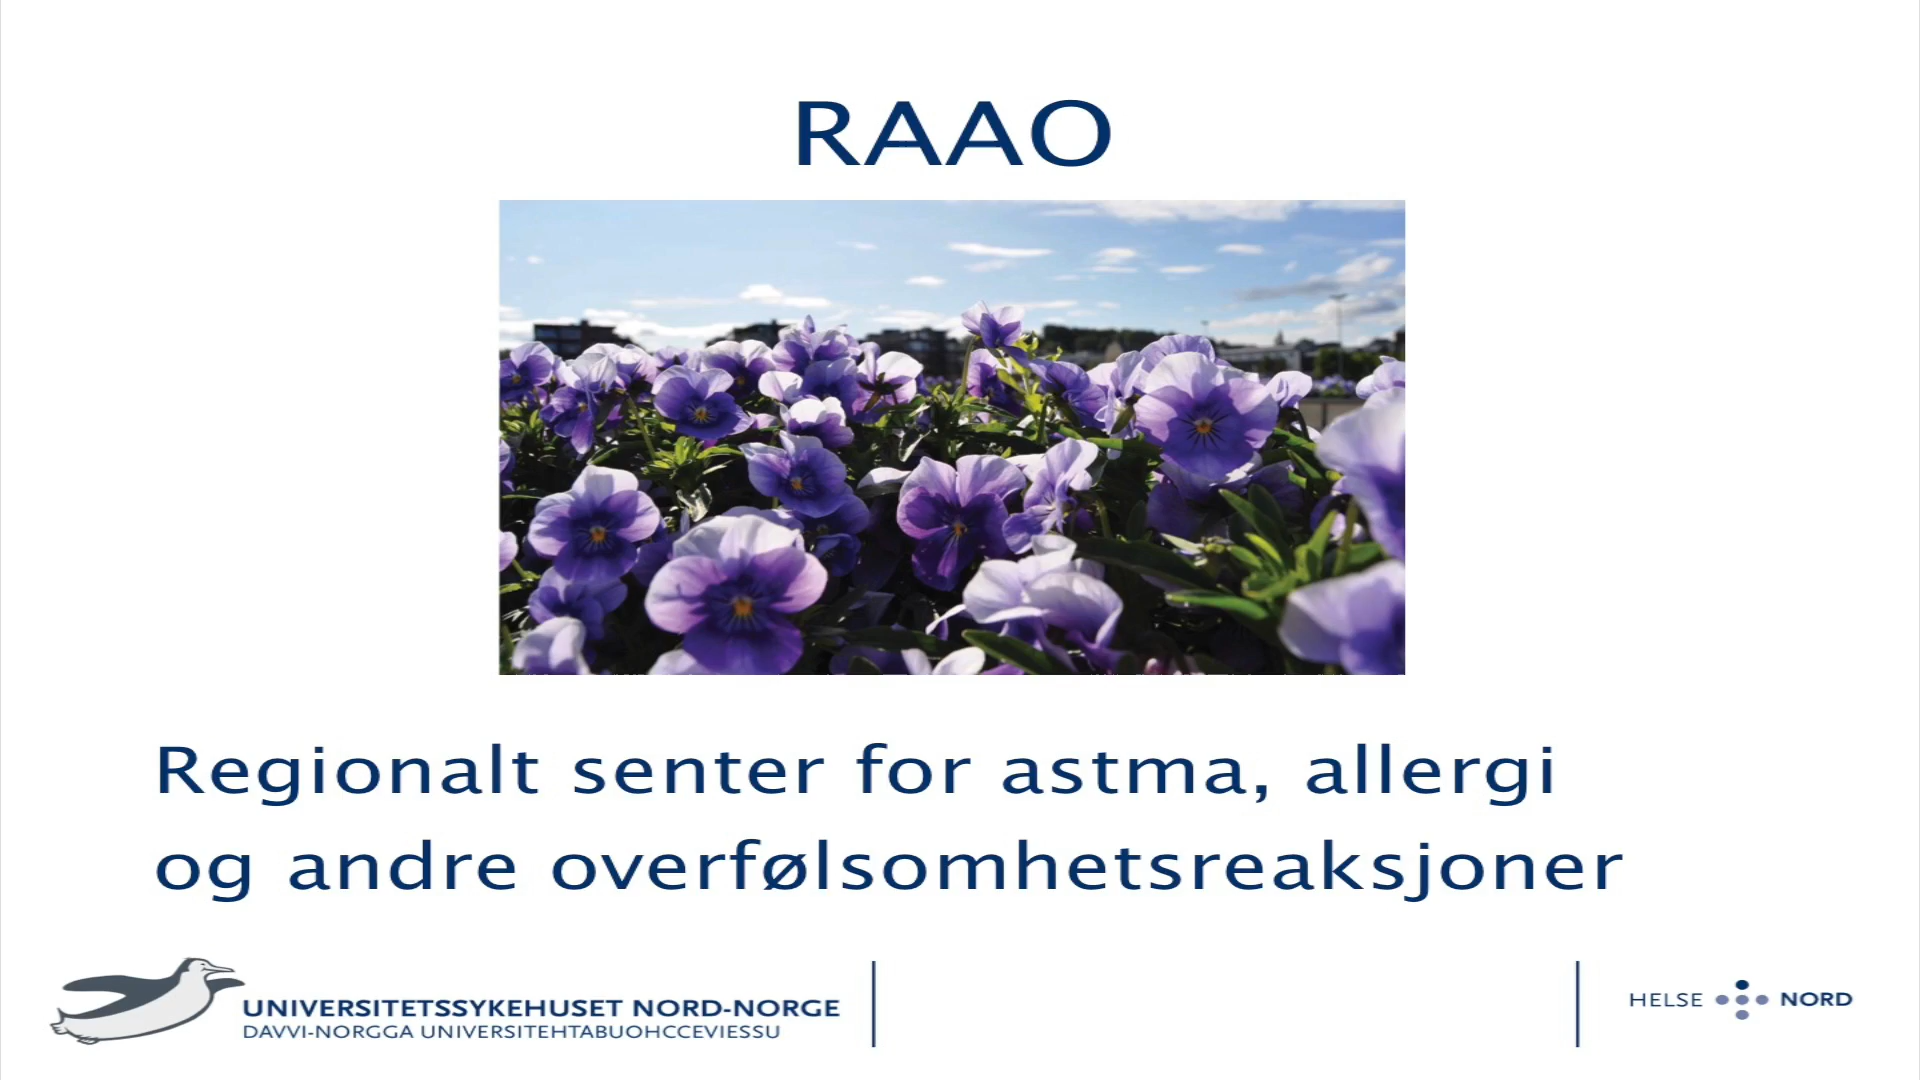 RAAO
Regionalt senter for astma, allergi
og andre overfølsomhetsreaksjoner
UNIVERSITETSSYKEHUSET NORD-NORGE
DAVVI-NORGGA UNIVERSITEHTABUOHCCEVIESSU
HELSE NORD